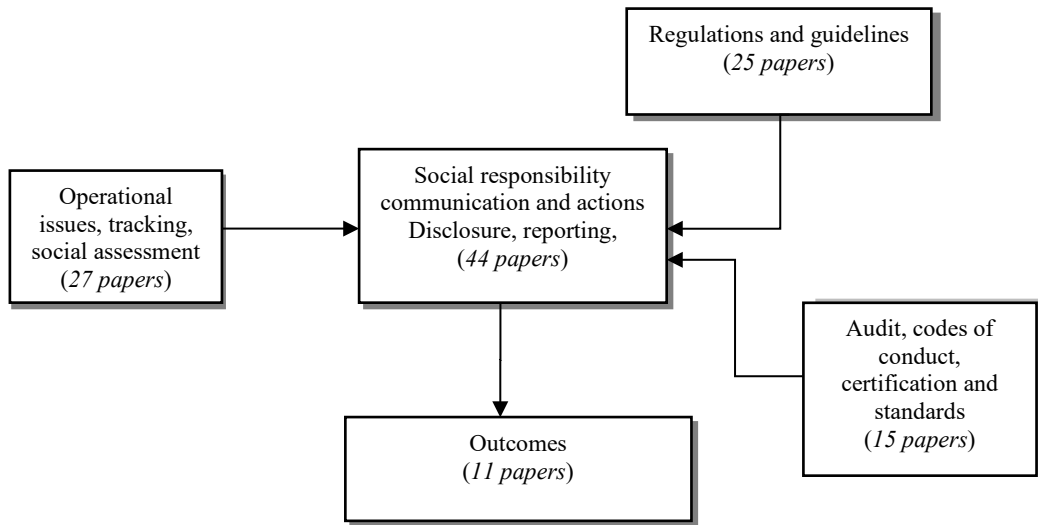 Regulations and guidelines
(25 papers)
Social responsibility
communication and actions
Disclosure, reporting,
(44 papers)
Operational
issues, tracking,
social assessment
(27 papers)
Audit, codes of
conduct,
certification and
standards
(15 papers)
Outcomes
(11 papers)